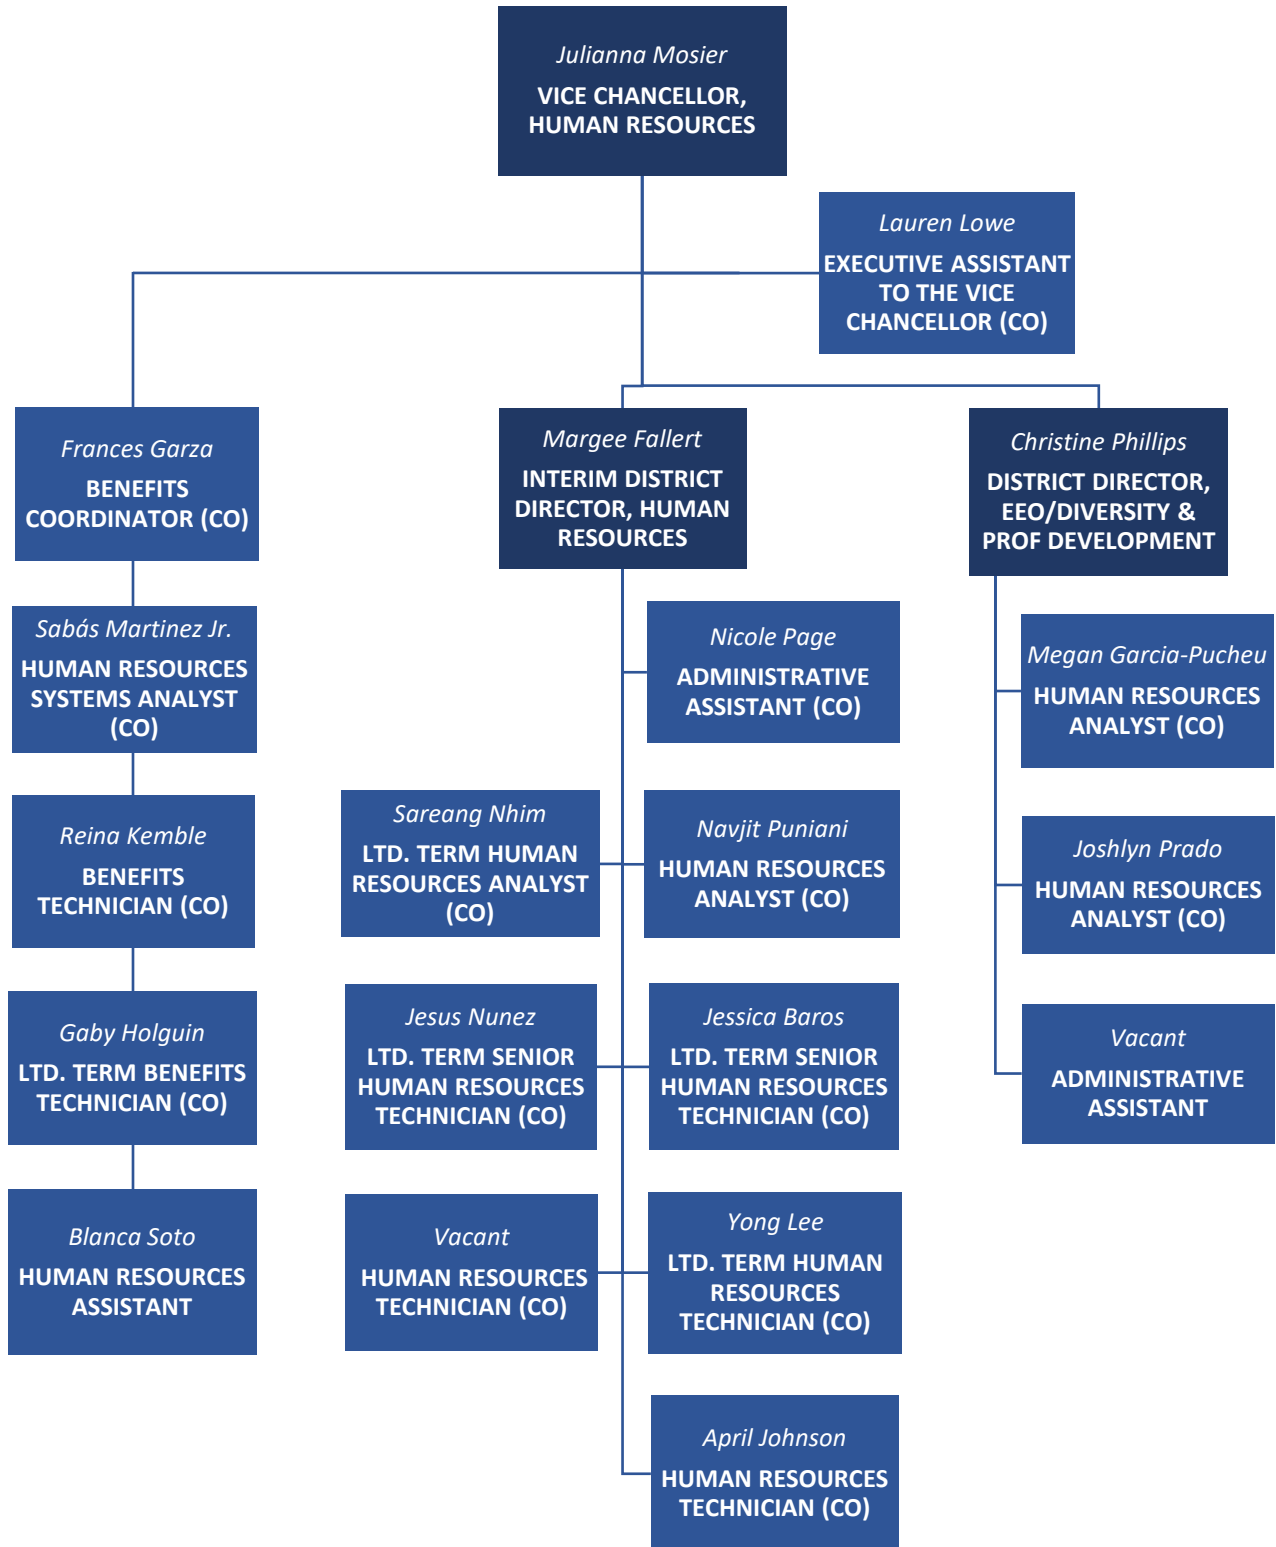 Julianna Mosier
VICE CHANCELLOR,
HUMAN RESOURCES
Lauren Lowe
EXECUTIVE ASSISTANT
TO THE VICE
CHANCELLOR (CO)
Frances Garza
BENEFITS
COORDINATOR (CO)
Margee Fallert
INTERIM DISTRICT
DIRECTOR, HUMAN
RESOURCES
Christine Phillips
DISTRICT DIRECTOR,
EEO/DIVERSITY &
PROF DEVELOPMENT
Sabás Martinez Jr.
HUMAN RESOURCES
SYSTEMS ANALYST
(CO)
Nicole Page
ADMINISTRATIVE
ASSISTANT (CO)
Megan Garcia-Pucheu
HUMAN RESOURCES
ANALYST (CO)
Reina Kemble
BENEFITS
TECHNICIAN (CO)
Sareang Nhim
LTD. TERM HUMAN
RESOURCES ANALYST
(CO)
Navjit Puniani
HUMAN RESOURCES
ANALYST (CO)
Joshlyn Prado
HUMAN RESOURCES
ANALYST (CO)
Gaby Holguin
LTD. TERM BENEFITS
TECHNICIAN (CO)
Jesus Nunez
LTD. TERM SENIOR
HUMAN RESOURCES
TECHNICIAN (CO)
Jessica Baros
LTD. TERM SENIOR
HUMAN RESOURCES
TECHNICIAN (CO)
Vacant
ADMINISTRATIVE
ASSISTANT
Blanca Soto
HUMAN RESOURCES
ASSISTANT
Vacant
HUMAN RESOURCES
TECHNICIAN (CO)
Yong Lee
LTD. TERM HUMAN
RESOURCES
TECHNICIAN (CO)
April Johnson
HUMAN RESOURCES
TECHNICIAN (CO)